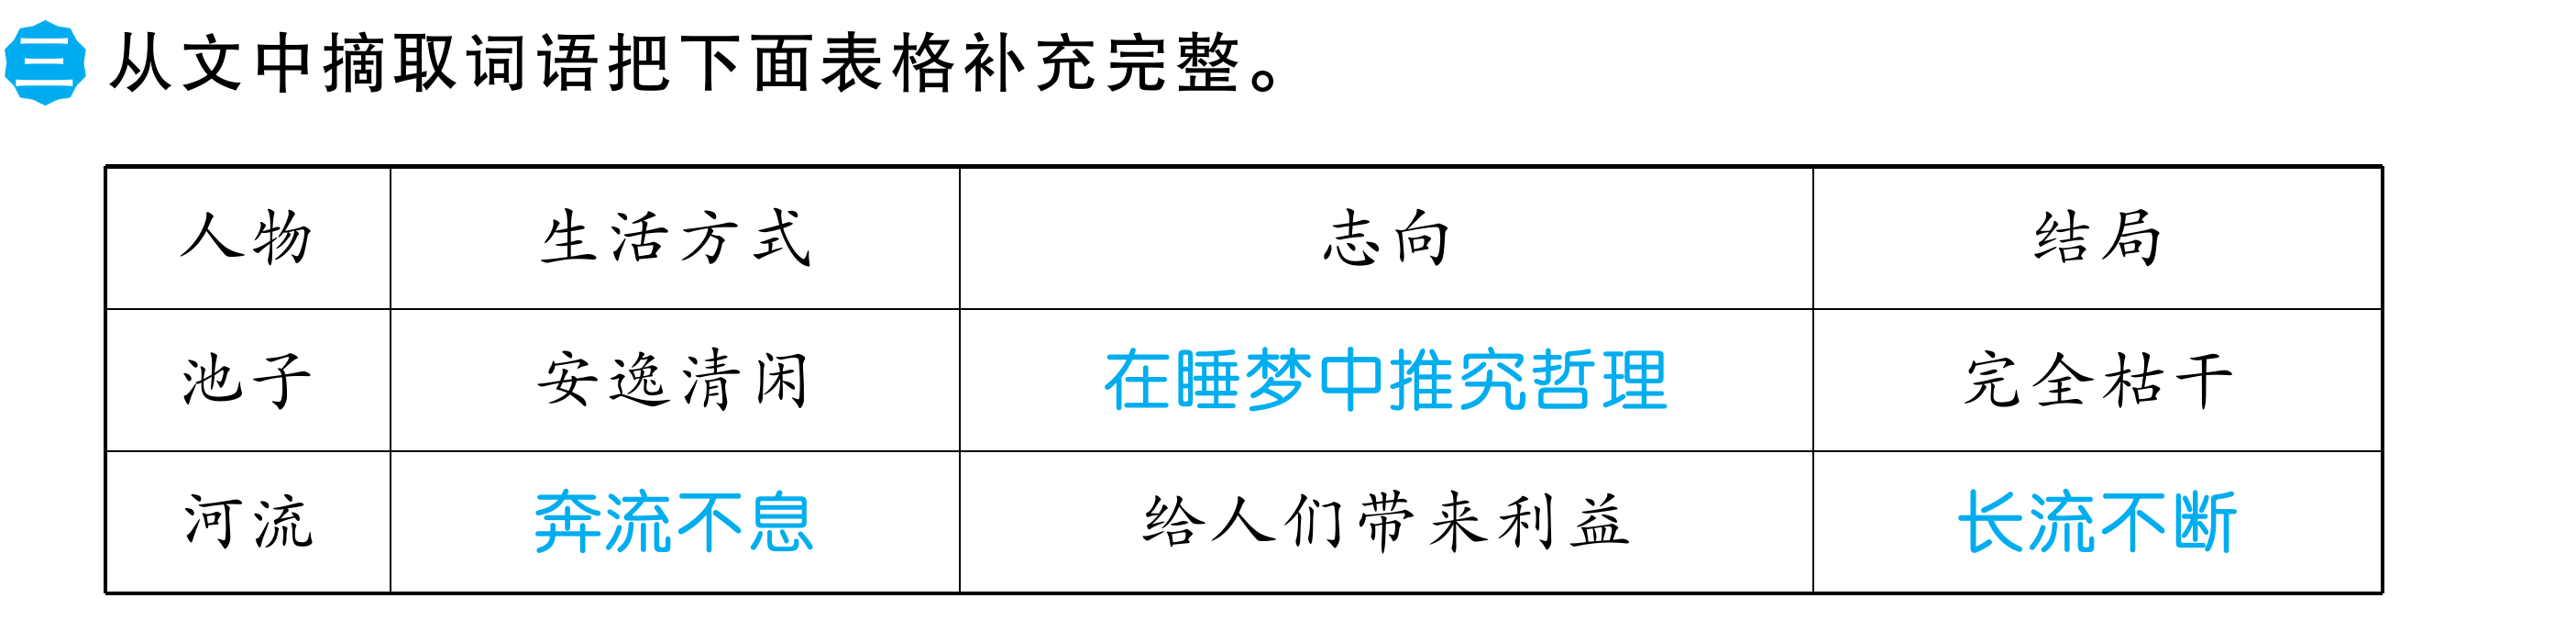 三 从文中摘取词语把下面表格补充完整。
人物 生活方式 志向 结局
池子 安逸清闲 在睡梦中推究哲理 完全枯干
河流 奔流不息 给人们带来利益 长流不断